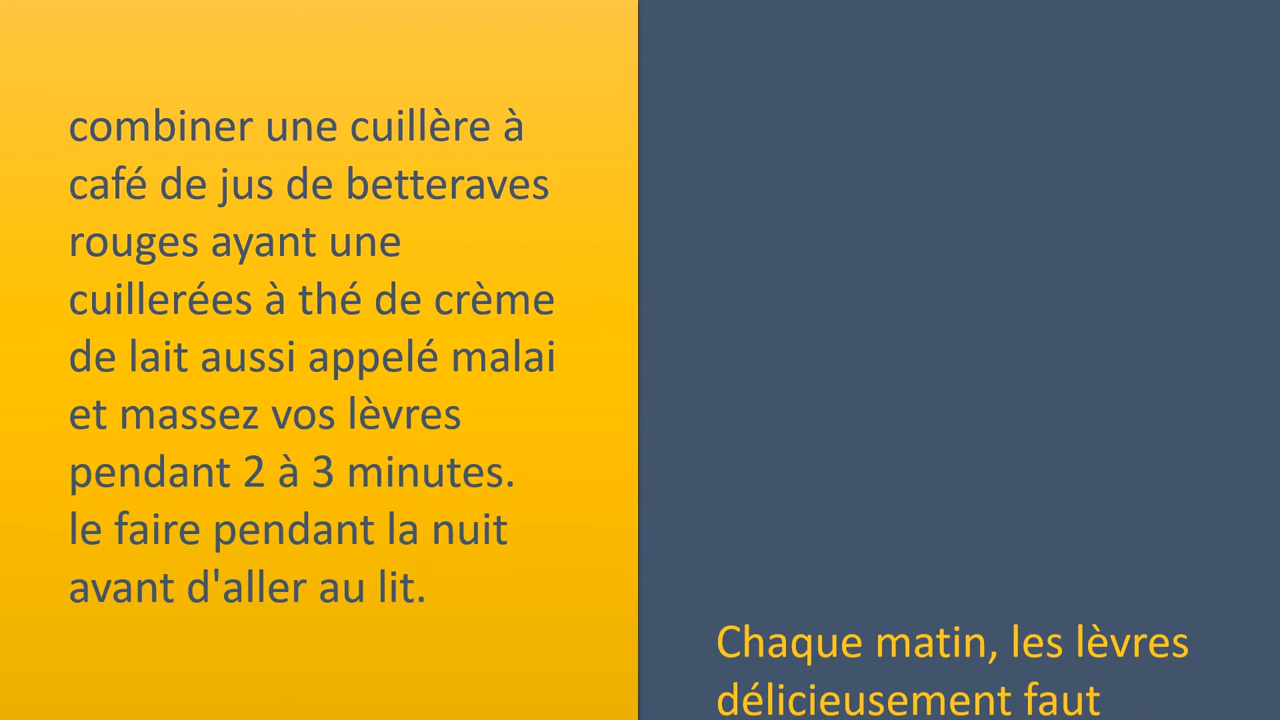 combiner une cuillère à
café de jus de betteraves
rouges ayant une
cuillerées à thé de crème
de lait aussi appelé malai
et massez vos lèvres
pendant 2 à 3 minutes.
le faire pendant la nuit
avant d'aller au lit.
Chaque matin, les lèvres
délicieusement faut